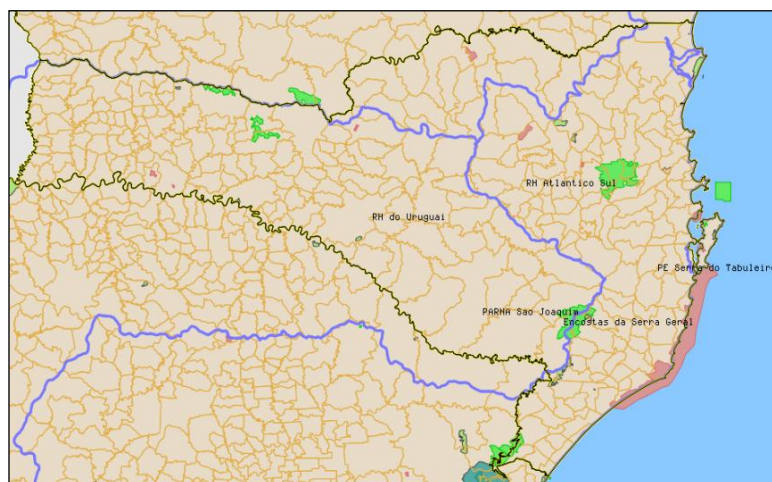 RH Atlantico Sul
RH do Uruguai
PE Serra do Tabuleiro
PARNA Sao Joaquim
Encostas da Serra Geral